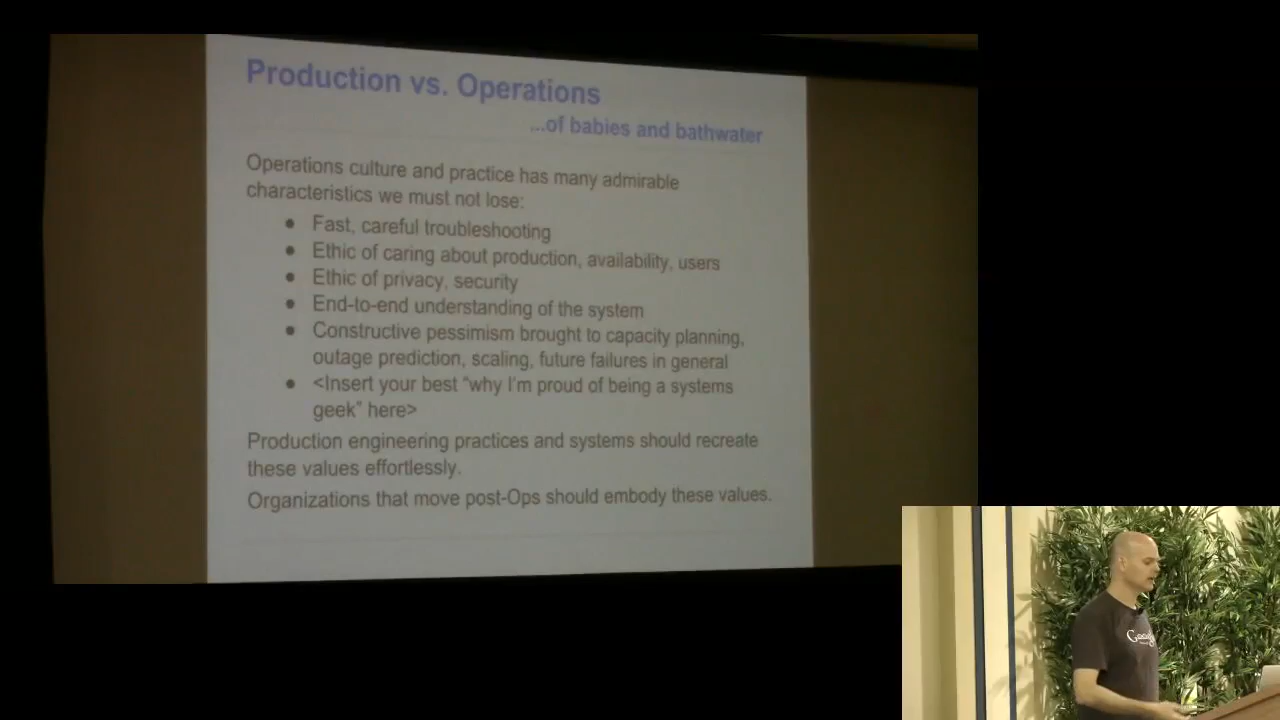 Production vs. Operations
...of babies and bathwater
Operations culture and practice has many admirable
characteristics we must not lose:
● Fast, careful troubleshooting
● Ethic of caring about production, availability, users
● Ethic of privacy, security
● End-to-end understanding of the system
● Constructive pessimism brought to capacity planning,
outage prediction, scaling, future failures in general
● <Insert your best “why I'm proud of being a systems
geek” here>
Production engineering practices and systems should recreate
these values effortlessly.
Organizations that move post-Ops should embody these values.
Google